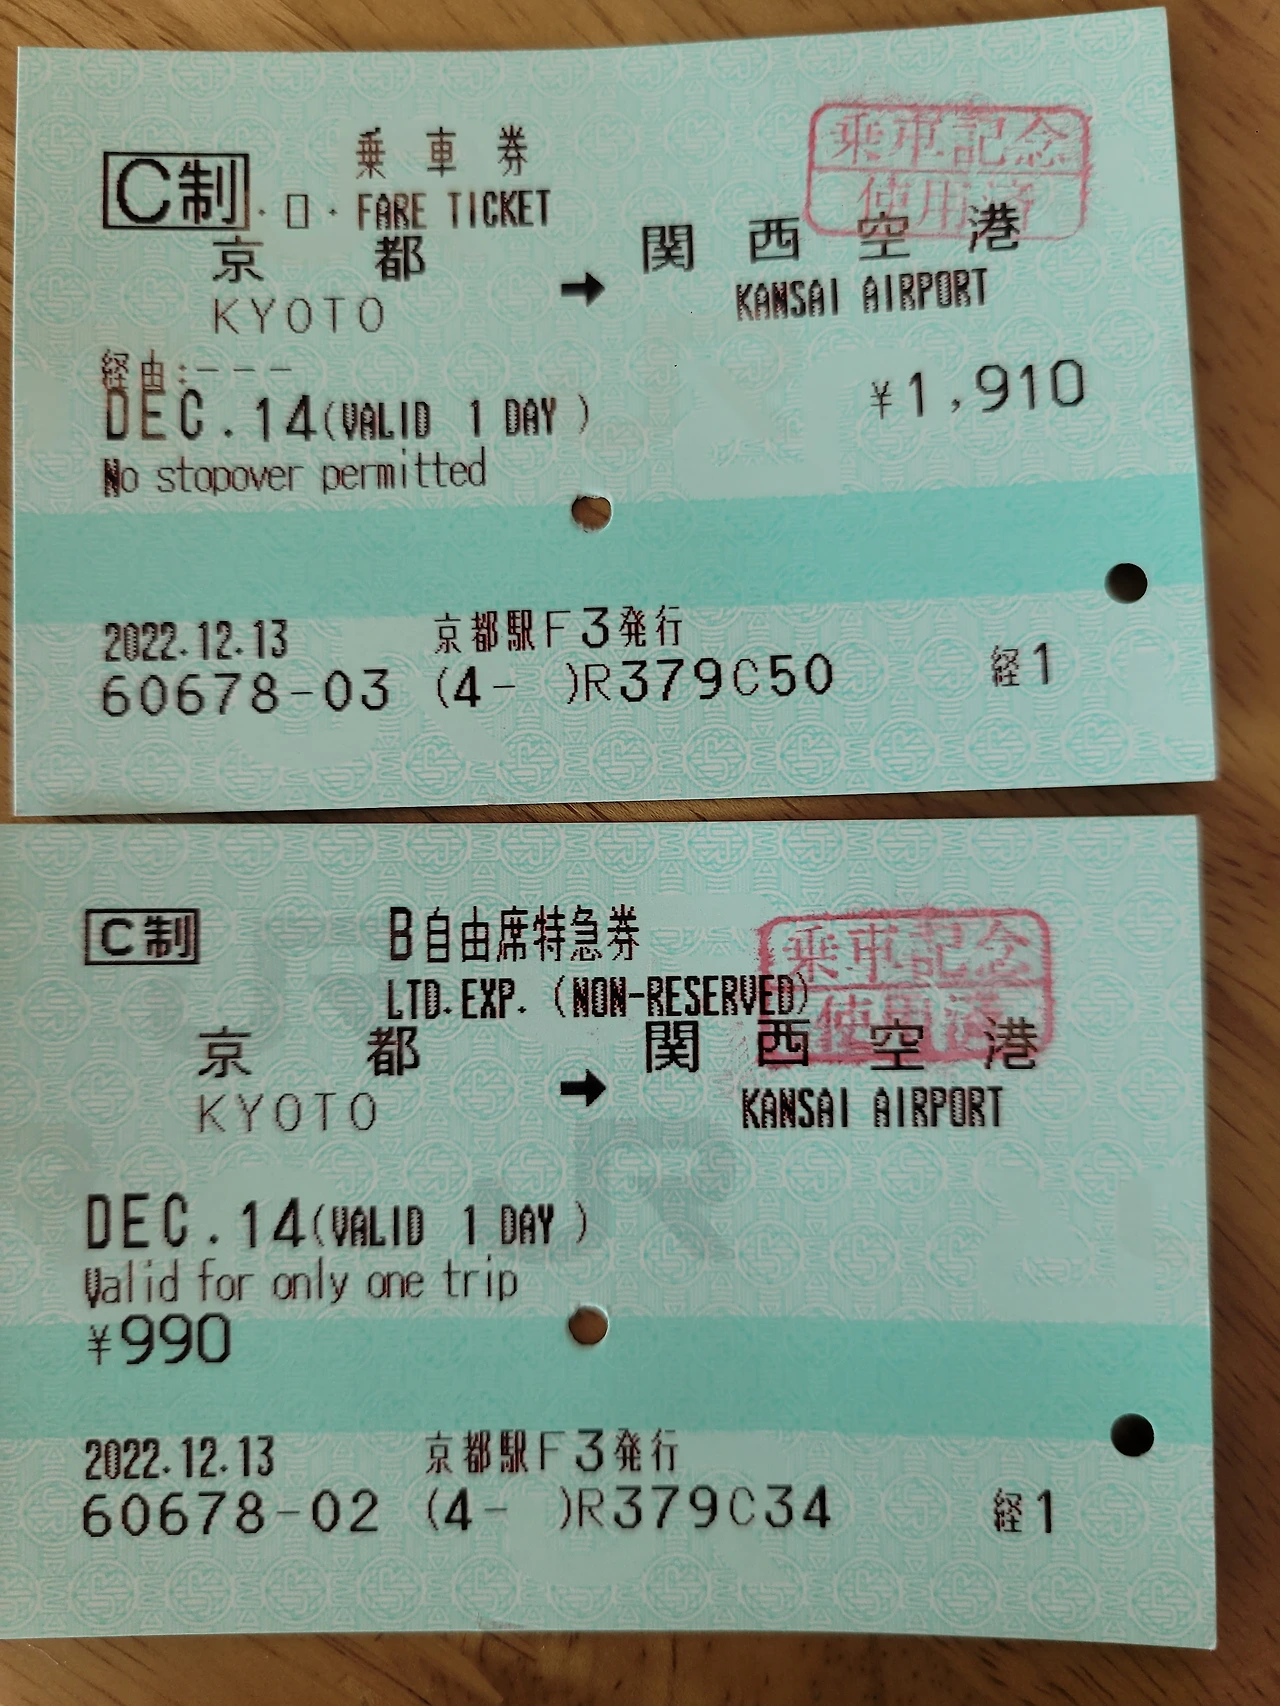 乗車券
乗車記念
使用済
C制 ・ロ・ FARE TICKET
京都 → 関西空港
KYOTO KANSAI AIRPORT
経由:---
¥1,910
DEC.14(VALID 1 DAY )
No stopover permitted
2022.12.13 京都駅F3発行
60678-03 (4- )R379C50 経1
C制 B自由席特急券
乗車記念
使用済
LTD.EXP. (NON-RESERVED)
京都 → 関西空港
KYOTO KANSAI AIRPORT
DEC.14(VALID 1 DAY )
Valid for only one trip
¥990
2022.12.13 京都駅F3発行
60678-02 (4- )R379C34 経1